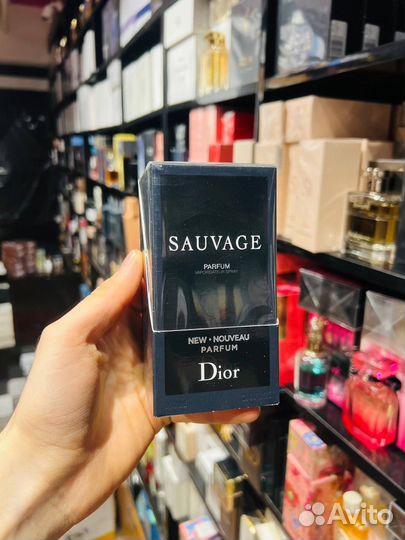 SAUVAGE
PARFUM
VAPORISATEUR SPRAY
NEW • NOUVEAU
PARFUM
Dior
Avito